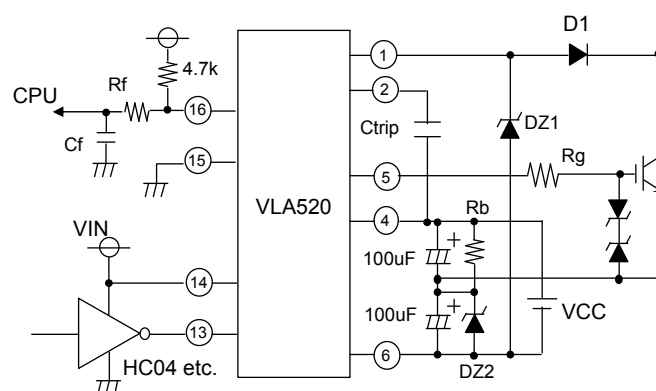 D1
1
4.7k
Rf
2
CPU
16
Ctrip
DZ1
Cf
Rg
15
5
VLA520
Rb
VIN
4
100uF
+
14
VCC
100uF
+
13
6
HC04 etc.
DZ2